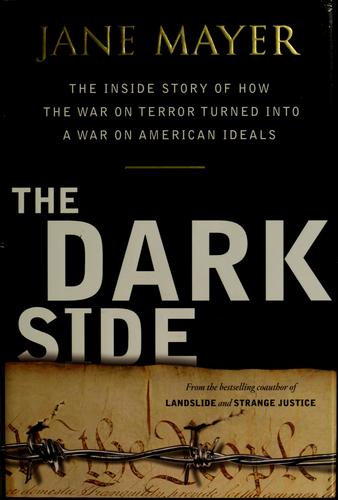 JANE MAYER
THE INSIDE STORY OF HOW
THE WAR ON TERROR TURNED INTO
A WAR ON AMERICAN IDEALS
THE
DARK
SIDE
From the bestselling coauthor of
LANDSLIDE and STRANGE JUSTICE
We the People